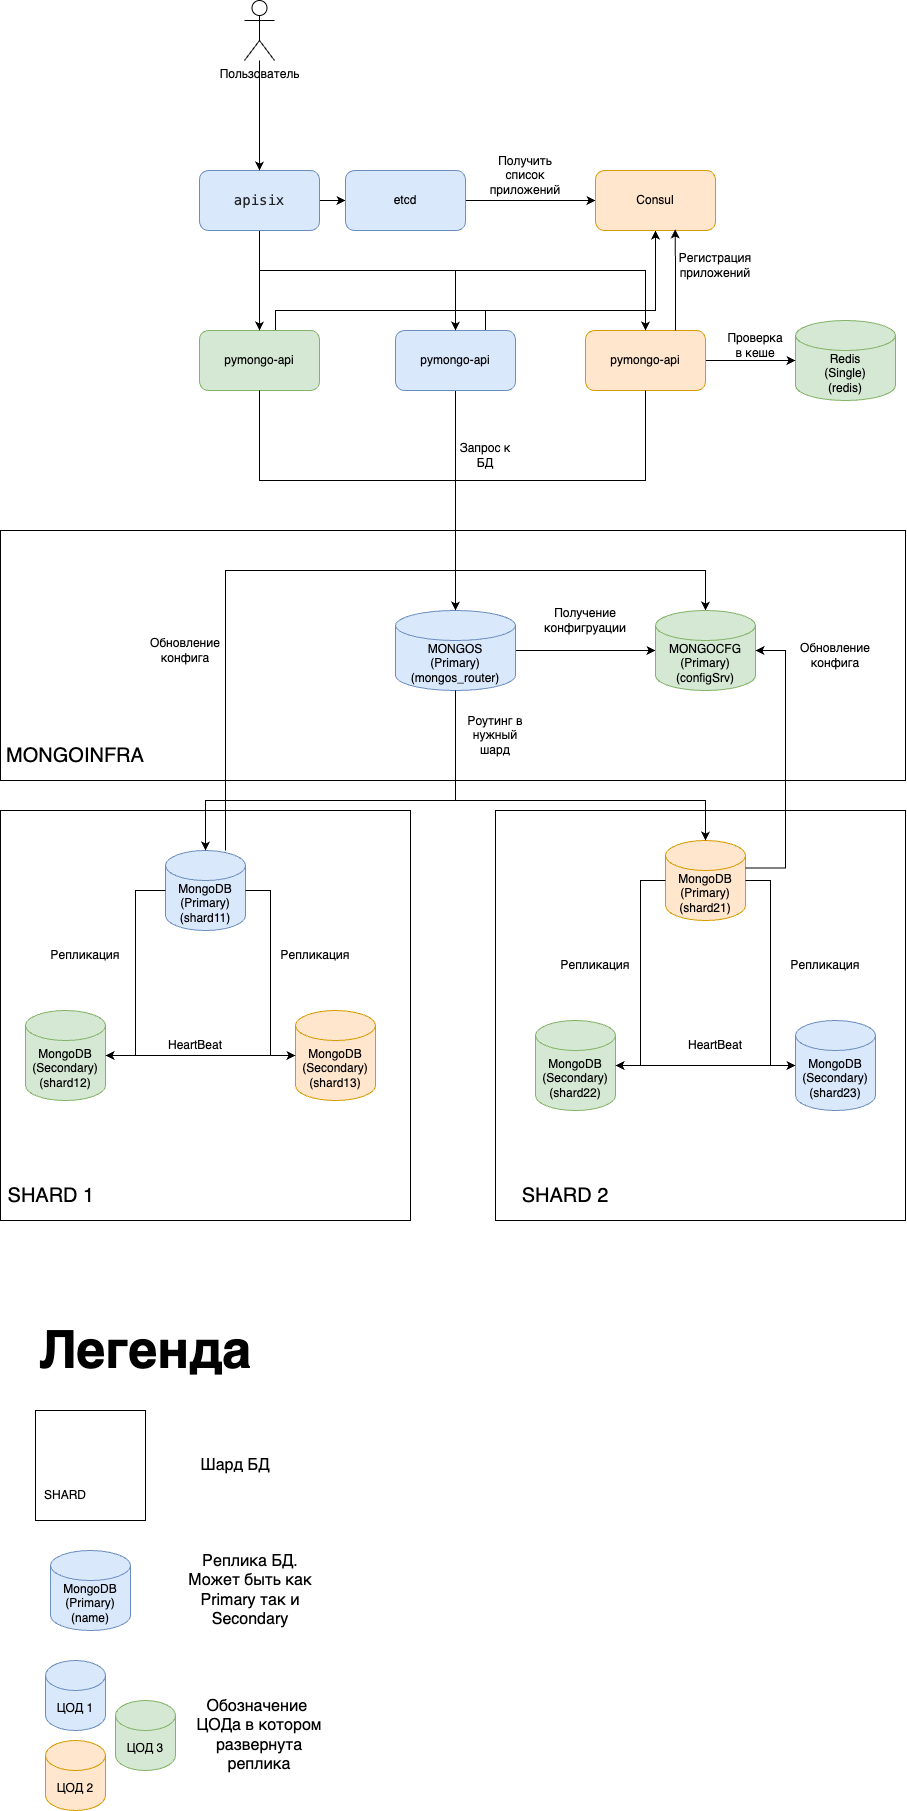 Пользователь
apisix
etcd
Получить
список
приложений
Consul
Регистрация
приложений
pymongo-api
pymongo-api
pymongo-api
Проверка
в кеше
Redis
(Single)
(redis)
Запрос к
БД
Обновление
конфига
MONGOS
(Primary)
(mongos_router)
Получение
конфигруации
MONGOCFG
(Primary)
(configSrv)
Обновление
конфига
Роутинг в
нужный
шард
MONGOINFRA
MongoDB
(Primary)
(shard11)
Репликация
Репликация
HeartBeat
MongoDB
(Secondary)
(shard12)
MongoDB
(Secondary)
(shard13)
SHARD 1
MongoDB
(Primary)
(shard21)
Репликация
Репликация
HeartBeat
MongoDB
(Secondary)
(shard22)
MongoDB
(Secondary)
(shard23)
SHARD 2
Легенда
SHARD
Шард БД
MongoDB
(Primary)
(name)
Реплика БД.
Может быть как
Primary так и
Secondary
ЦОД 1
ЦОД 3
ЦОД 2
Обозначение
ЦОДа в котором
развернута
реплика